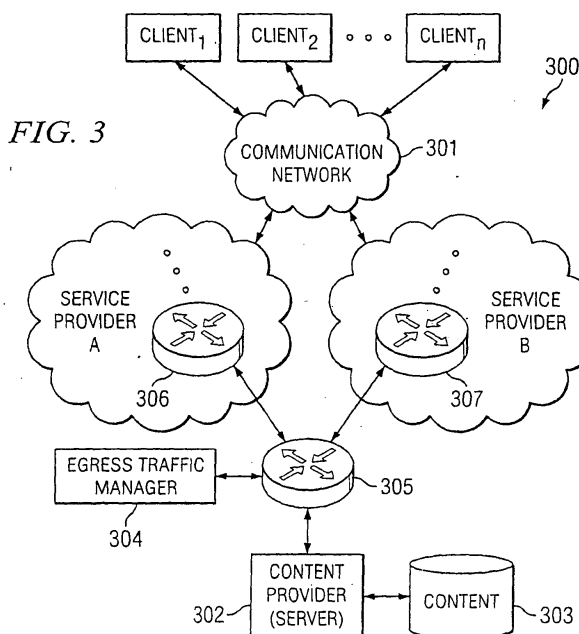 CLIENT1
CLIENT2
CLIENTn
300
FIG. 3
COMMUNICATION
NETWORK
301
SERVICE
PROVIDER
A
306
SERVICE
PROVIDER
B
307
EGRESS TRAFFIC
MANAGER
304
305
CONTENT
PROVIDER
(SERVER)
302
CONTENT
303